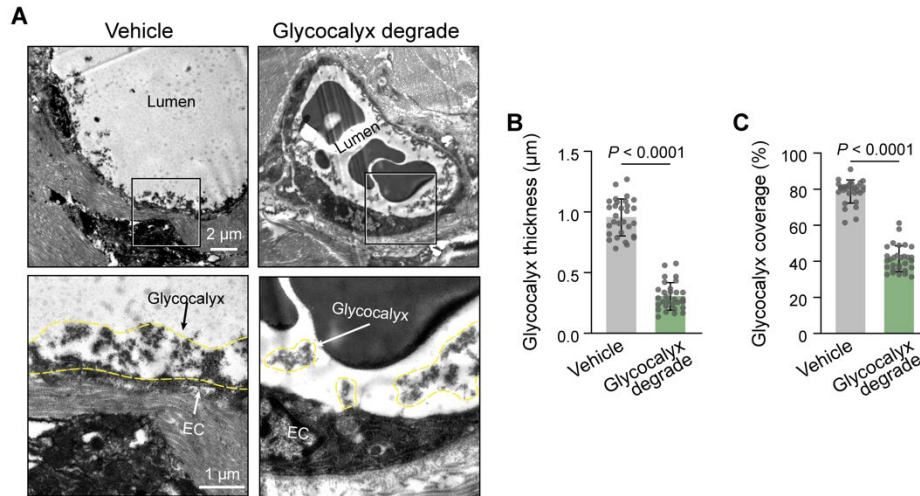 A
Vehicle
Glycocalyx degrade
Lumen
2 μm
Lumen
Glycocalyx
EC
1 μm
Glycocalyx
EC
B
P < 0.0001
Glycocalyx thickness (μm)
1.5
1.0
0.5
0.0
Vehicle
Glycocalyx
degrade
C
P < 0.0001
Glycocalyx coverage (%)
100
80
60
40
20
0
Vehicle
Glycocalyx
degrade